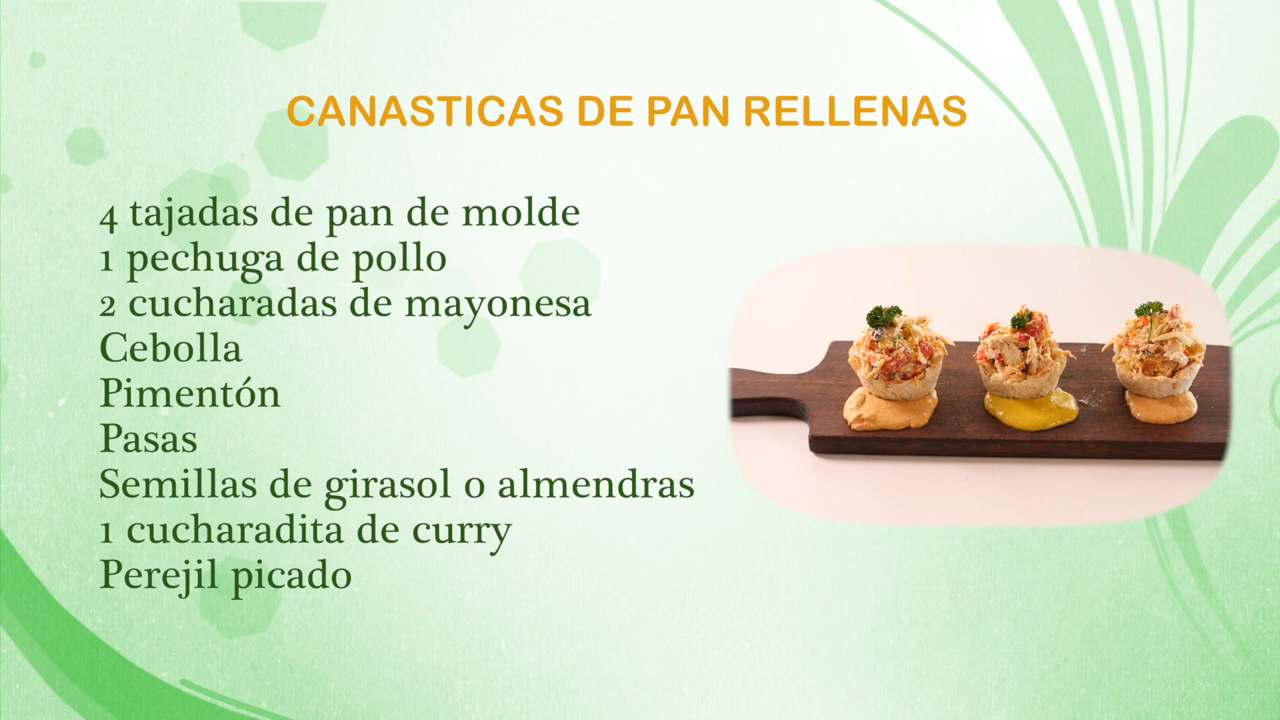 CANASTICAS DE PAN RELLENAS
4 tajadas de pan de molde
1 pechuga de pollo
2 cucharadas de mayonesa
Cebolla
Pimentón
Pasas
Semillas de girasol o almendras
1 cucharadita de curry
Perejil picado